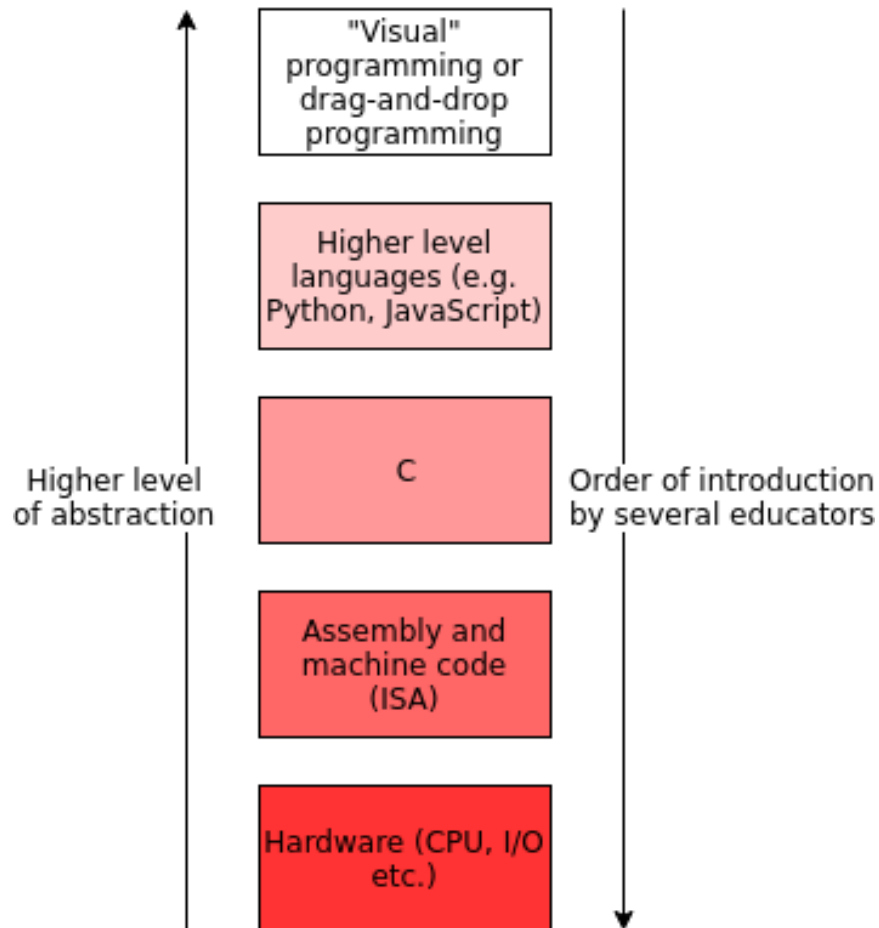 "Visual"
programming or
drag-and-drop
programming
Higher level
languages (e.g.
Python, JavaScript)
C
Higher level
of abstraction
Order of introduction
by several educators
Assembly and
machine code
(ISA)
Hardware (CPU, I/O
etc.)